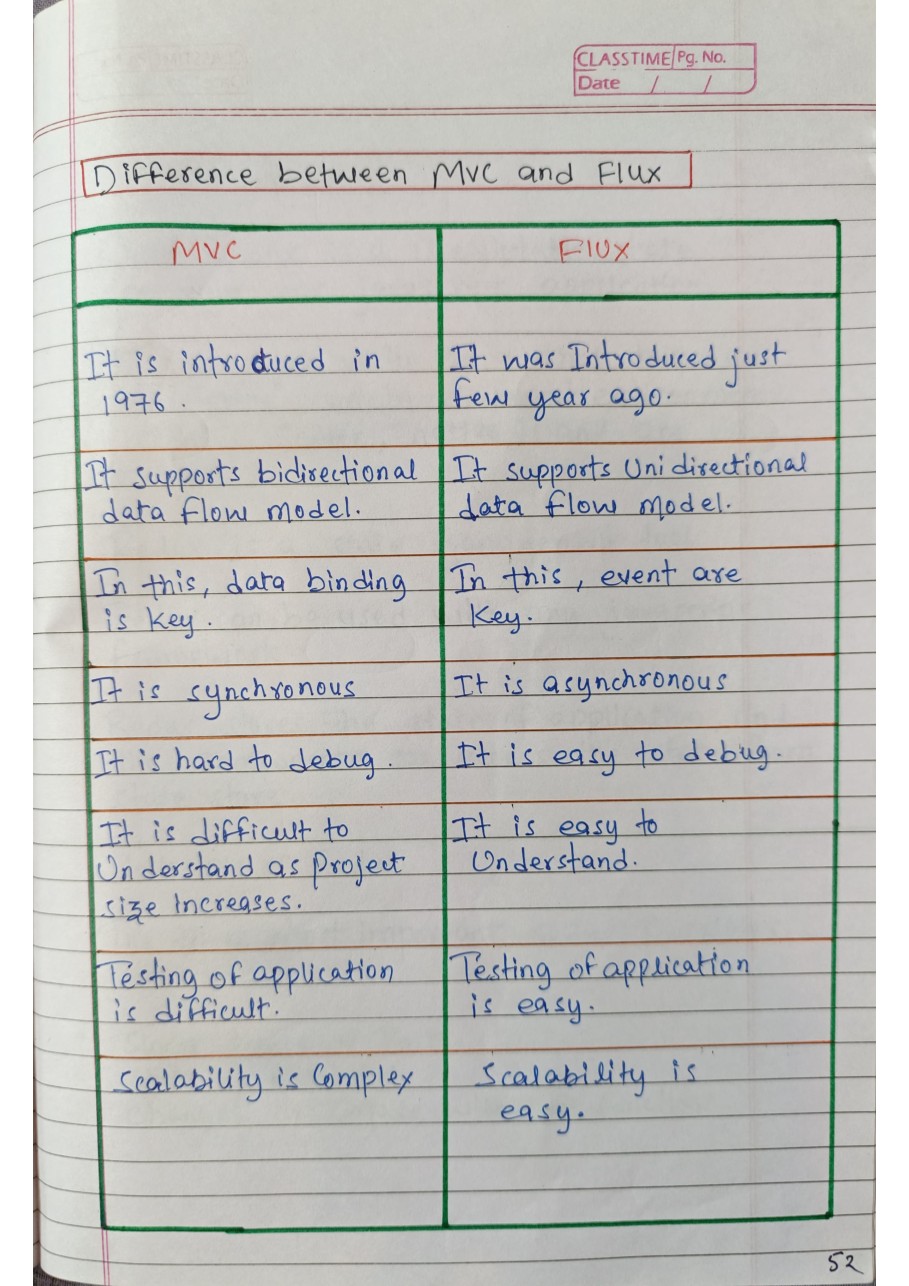 CLASSTIME Pg. No.
Date / /
Difference between MVC and Flux
MVC
Flux
It is introduced in
1976.
It was Introduced just
few year ago.
It supports bidirectional
data flow model.
It supports Unidirectional
data flow model.
In this, data binding
is key.
In this, event are
key.
It is synchronous
It is asynchronous
It is hard to debug.
It is easy to debug.
It is difficult to
Understand as project
size increases.
It is easy to
Understand.
Testing of application
is difficult.
Testing of application
is easy.
Scalability is Complex
Scalability is
easy.
52